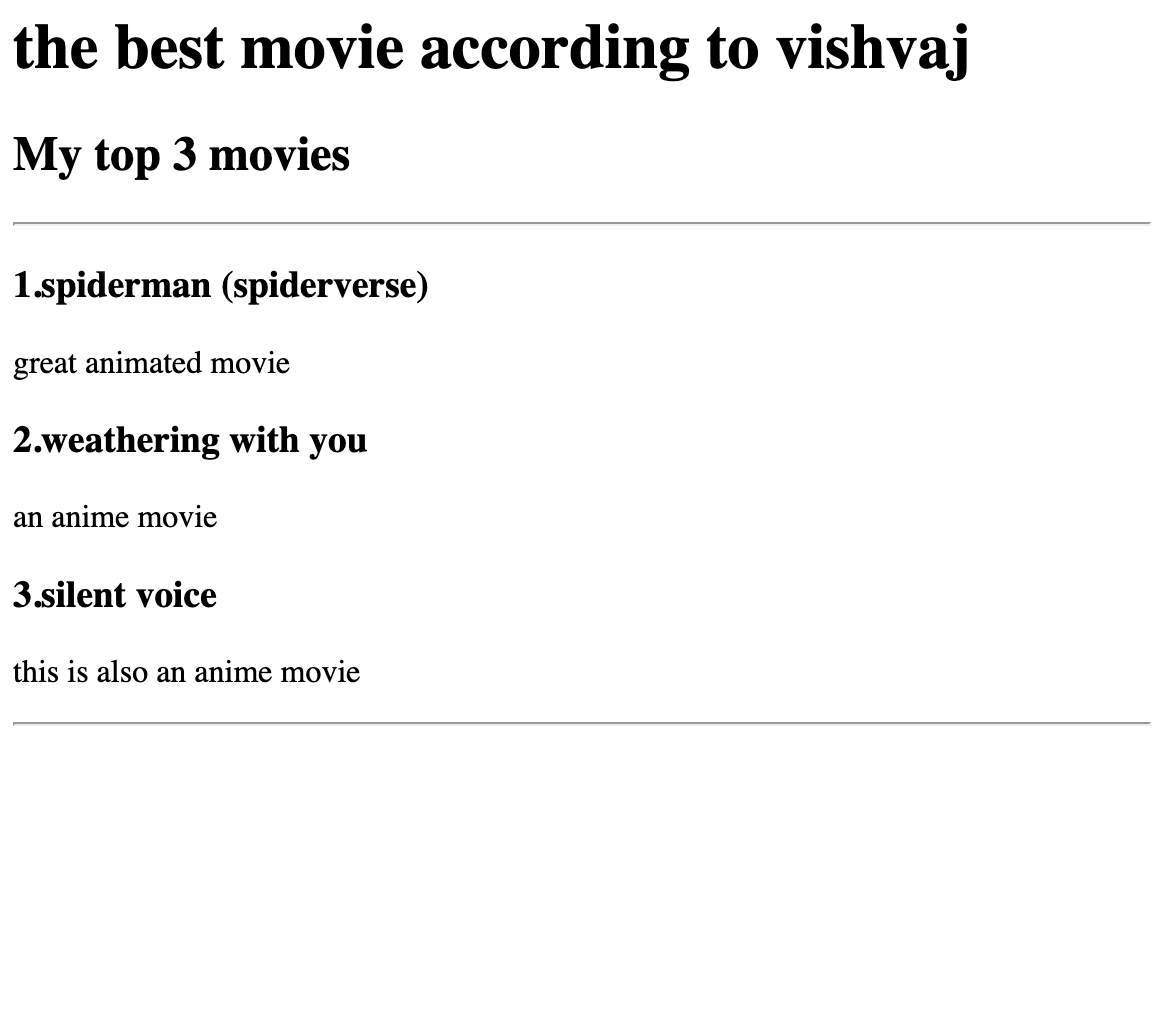 the best movie according to vishvaj
My top 3 movies
1.spiderman (spiderverse)
great animated movie
2.weathering with you
an anime movie
3.silent voice
this is also an anime movie